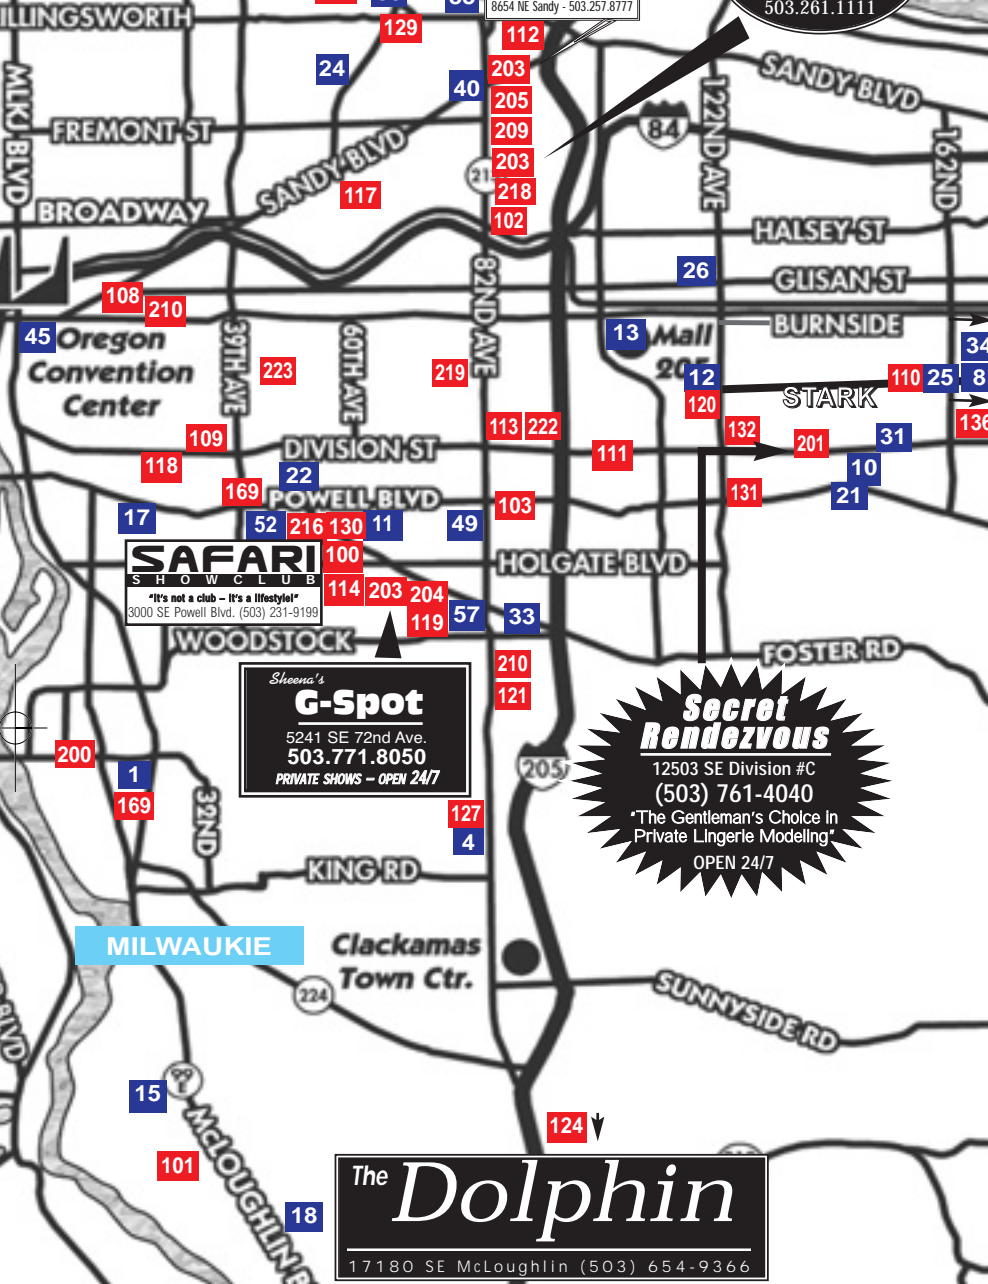 8654 NE Sandy - 503.257.8777
503.261.1111
ILLINGSWORTH
129
112
24
203
SANDY BLVD
40
MLKJ BLVD
205
122ND AVE
FREMONT ST
209
84
162ND
SANDY BLVD
203
117
218
BROADWAY
102
HALSEY ST
82ND AVE
26
GLISAN ST
108
210
BURNSIDE
45
Oregon
Convention
Center
39TH AVE
60TH AVE
13
Mall
205
34
223
219
12
110
25
8
120
STARK
136
113
222
132
109
DIVISION ST
111
201
31
118
22
10
169
POWELL BLVD
103
131
21
17
52
216
130
11
49
SAFARI
SHOWCLUB
"It's not a club – it's a lifestyle!"
3000 SE Powell Blvd. (503) 231-9199
100
HOLGATE BLVD
114
203
204
119
57
33
WOODSTOCK
FOSTER RD
210
121
Sheena's
G-Spot
5241 SE 72nd Ave.
503.771.8050
PRIVATE SHOWS – OPEN 24/7
Secret
Rendezvous
12503 SE Division #C
(503) 761-4040
"The Gentleman's Choice in
Private Lingerie Modeling"
OPEN 24/7
200
1
169
205
32ND
127
4
KING RD
MILWAUKIE
Clackamas
Town Ctr.
224
SUNNYSIDE RD
BLVD
99
E
15
McLOUGHLIN B
124
101
18
The
Dolphin
17180 SE McLoughlin (503) 654-9366